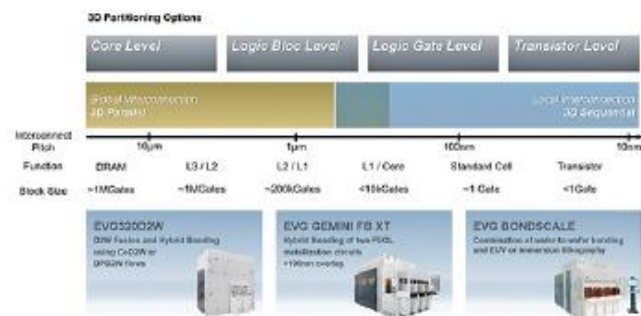 3D Partitioning Options
Core Level
Logic Bloc Level
Logic Gate Level
Transistor Level
Global Interconnection
3D Parallel
Local Interconnection
3D Sequential
Interconnect
Pitch
10µm
1µm
100nm
10nm
Function
DRAM
L3 / L2
L2 / L1
L1 / Core
Standard Cell
Transistor
Block Size
~1MGates
~1MGates
~200kGates
<10kGates
~1 Gate
<1Gate
EVG320D2W
D2W Fusion and Hybrid Bonding
using Co-D2W or
DPD2W flows
EVG GEMINI FB XT
Hybrid Bonding of two
metallization circuits
overlay
EVG BONDSCALE
Combination of wafer to wafer bonding
and EUV or immersion lithography